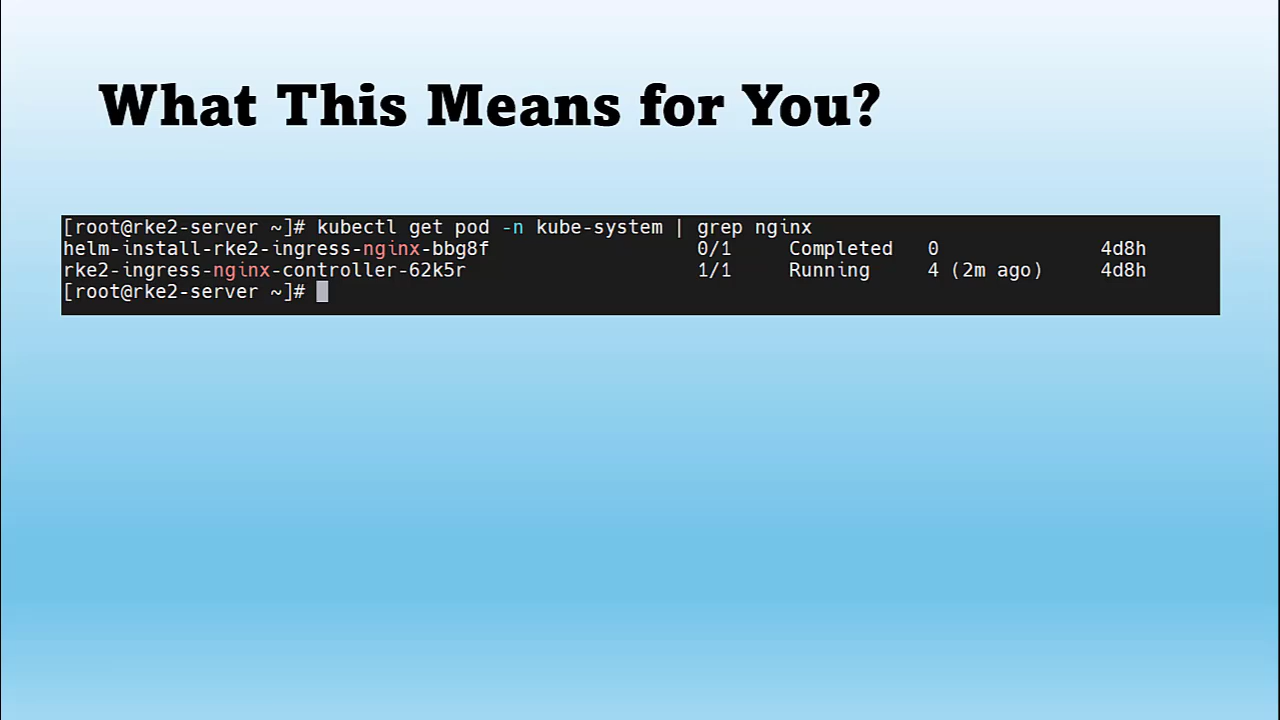 What This Means for You?
[root@rke2-server ~]# kubectl get pod -n kube-system | grep nginx
helm-install-rke2-ingress-nginx-bbg8f 0/1 Completed 0 4d8h
rke2-ingress-nginx-controller-62k5r 1/1 Running 4 (2m ago) 4d8h
[root@rke2-server ~]#